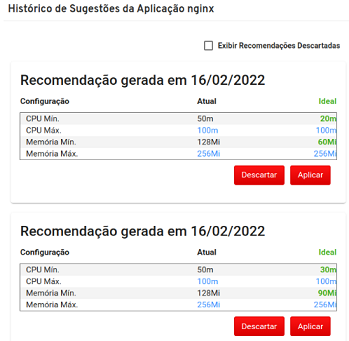 Histórico de Sugestões da Aplicação nginx
Exibir Recomendações Descartadas
Recomendação gerada em 16/02/2022
Configuração Atual Ideal
CPU Mín. 50m 20m
CPU Máx. 100m 100m
Memória Mín. 128Mi 60Mi
Memória Máx. 256Mi 256Mi
Descartar Aplicar
Recomendação gerada em 16/02/2022
Configuração Atual Ideal
CPU Mín. 50m 30m
CPU Máx. 100m 100m
Memória Mín. 128Mi 90Mi
Memória Máx. 256Mi 256Mi
Descartar Aplicar